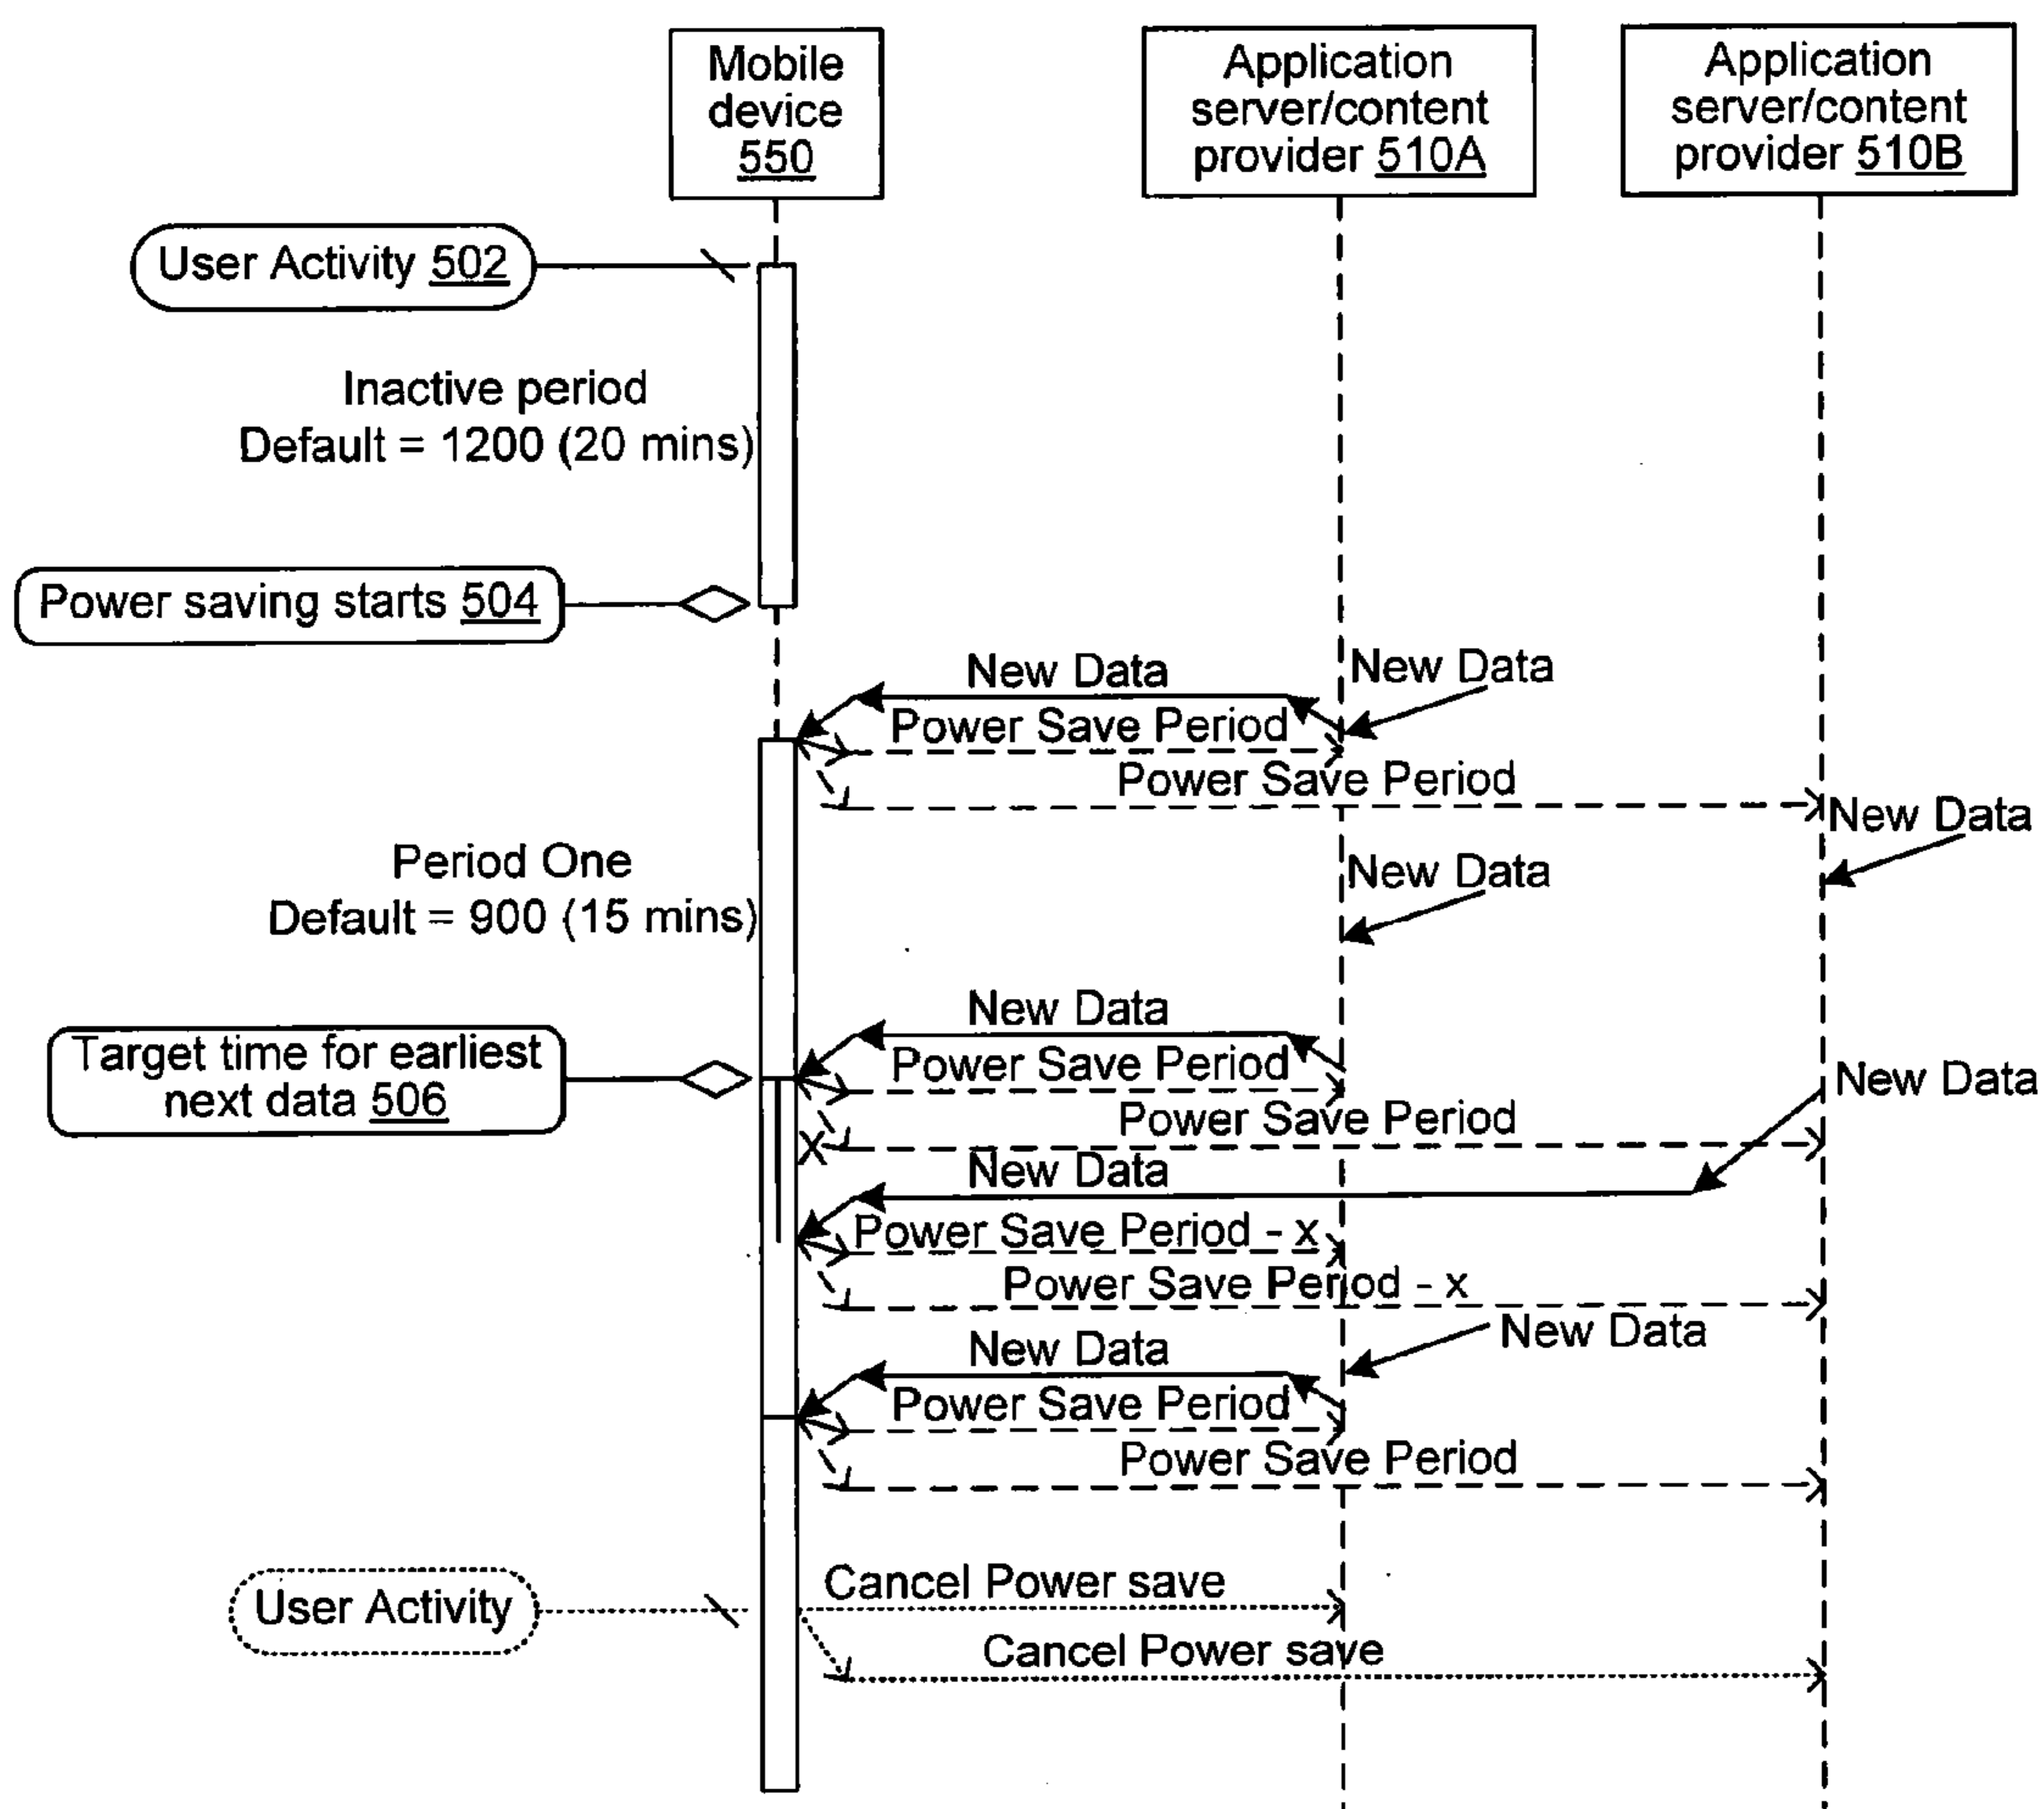 Mobile
device
550
Application
server/content
provider 510A
Application
server/content
provider 510B
User Activity 502
Inactive period
Default = 1200 (20 mins)
Power saving starts 504
New Data
New Data
Power Save Period
Power Save Period
New Data
Period One
Default = 900 (15 mins)
New Data
New Data
Target time for earliest
next data 506
Power Save Period
New Data
Power Save Period
X
New Data
Power Save Period - x
Power Save Period - x
New Data
New Data
Power Save Period
Power Save Period
User Activity
Cancel Power save
Cancel Power save